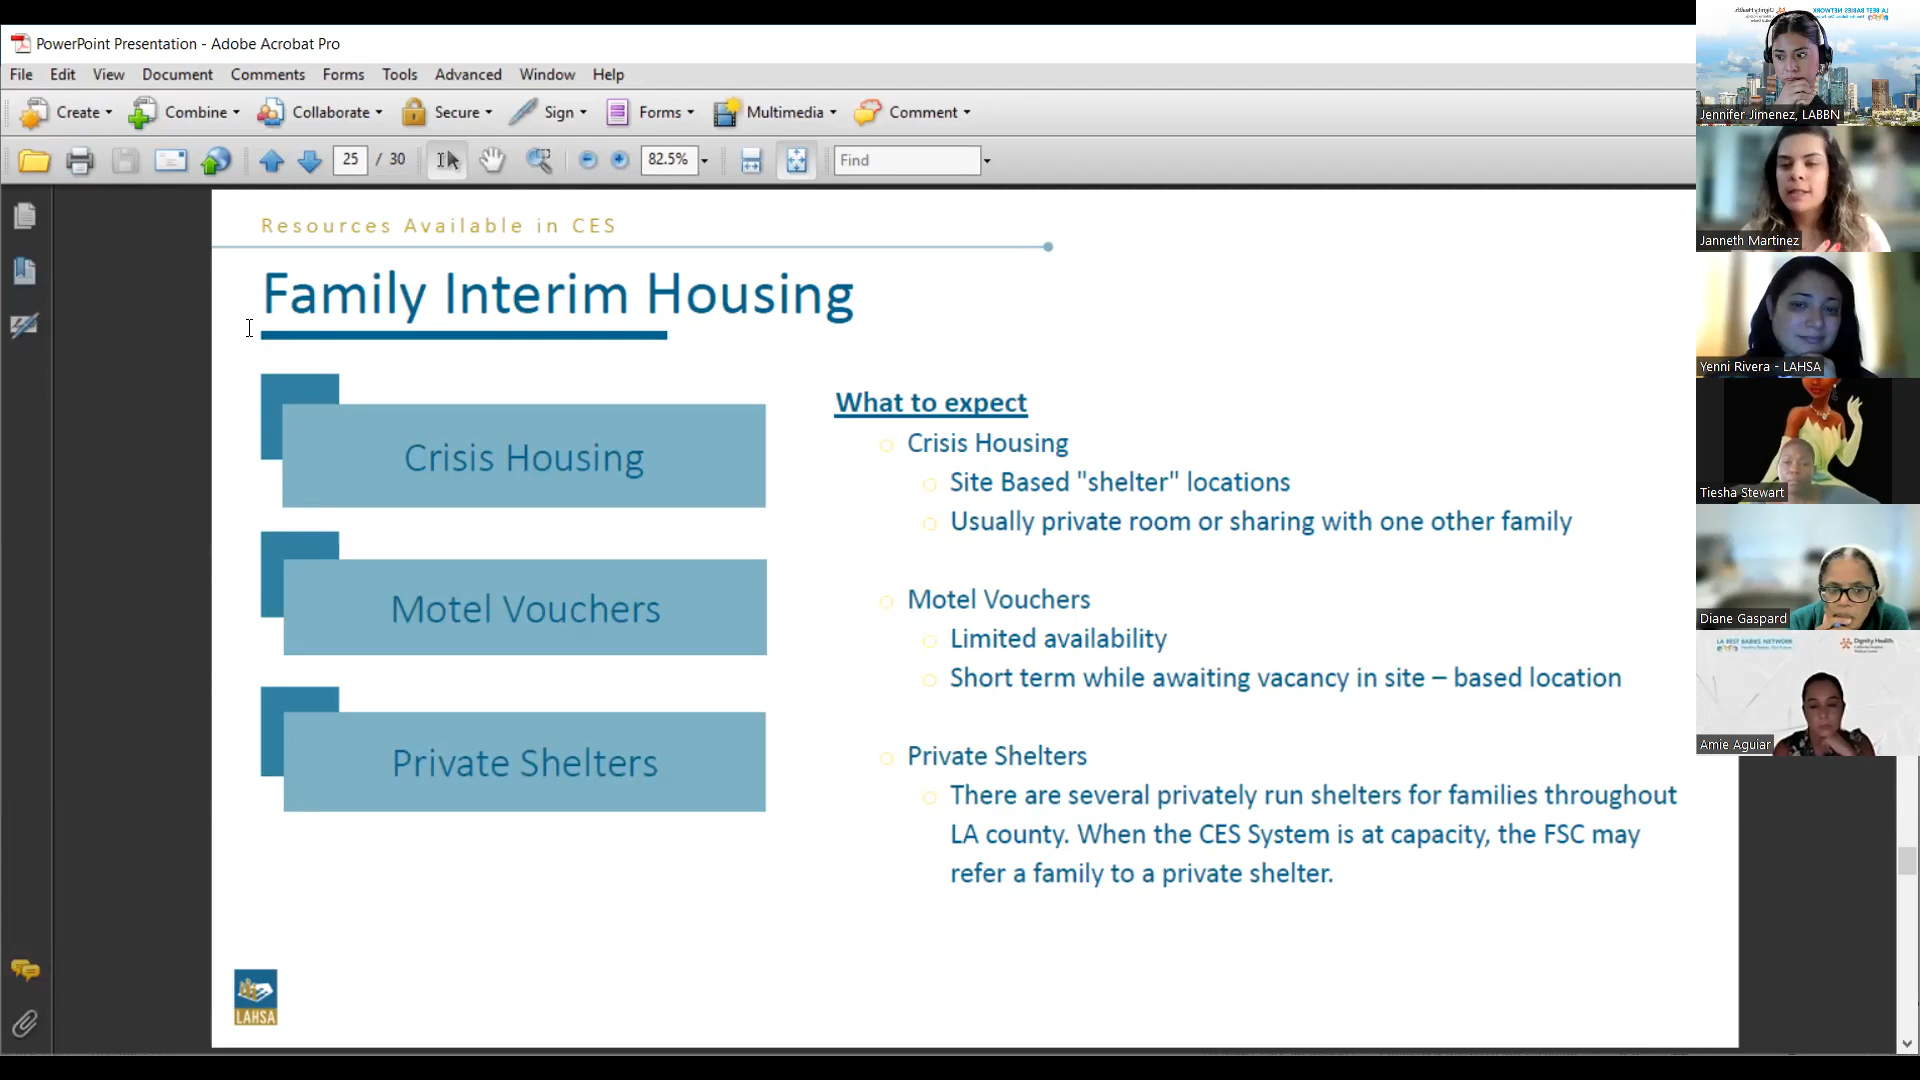 PowerPoint Presentation - Adobe Acrobat Pro
File Edit View Document Comments Forms Tools Advanced Window Help
Create Combine Collaborate Secure Sign Forms Multimedia Comment
25 / 30 82.5% Find
Resources Available in CES
Family Interim Housing
Crisis Housing
Motel Vouchers
Private Shelters
What to expect
Crisis Housing
Site Based "shelter" locations
Usually private room or sharing with one other family
Motel Vouchers
Limited availability
Short term while awaiting vacancy in site – based location
Private Shelters
There are several privately run shelters for families throughout
LA county. When the CES System is at capacity, the FSC may
refer a family to a private shelter.
LAHSA
LA BEST BABIES NETWORK
Dignity Health.
Jennifer Jimenez, LABBN
Janneth Martinez
Yenni Rivera - LAHSA
Tiesha Stewart
Diane Gaspard
LA BEST BABIES NETWORK
Dignity Health.
Amie Aguiar